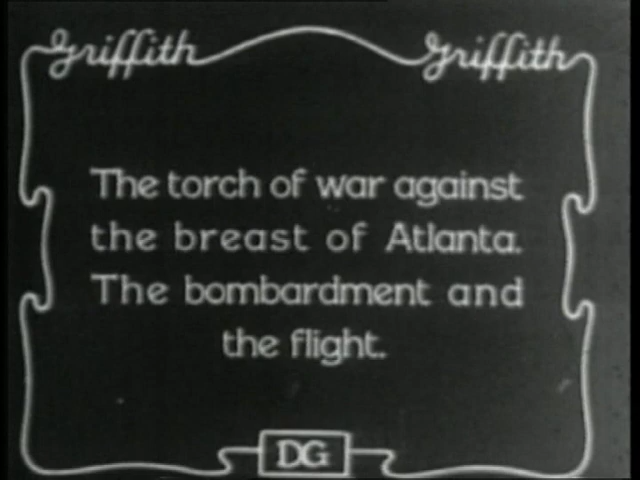 Griffith Griffith
The torch of war against
the breast of Atlanta.
The bombardment and
the flight.
DG